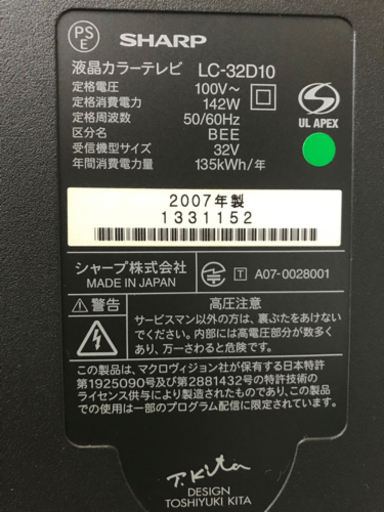 PS
E
SHARP
液晶カラーテレビ LC-32D10
定格電圧 100V～
定格消費電力 142W
定格周波数 50/60Hz
区分名 BEE
受信機型サイズ 32V
年間消費電力量 135kWh/年
UL APEX
2007年製
1331152
シャープ株式会社
MADE IN JAPAN
T A07-0028001
警告 高圧注意
サービスマン以外の方は、裏ぶたをあけない
でください。内部には高電圧部分が数多く
あり、万一さわると危険です。
この製品は、マクロヴィジョン社が保有する日本特許
第1925090号及び第2881432号の特許技術の
ライセンス供与により製造されたものであり、この技術
の使用は一部のプログラム配信に限定されています。
T. Kita
DESIGN
TOSHIYUKI KITA